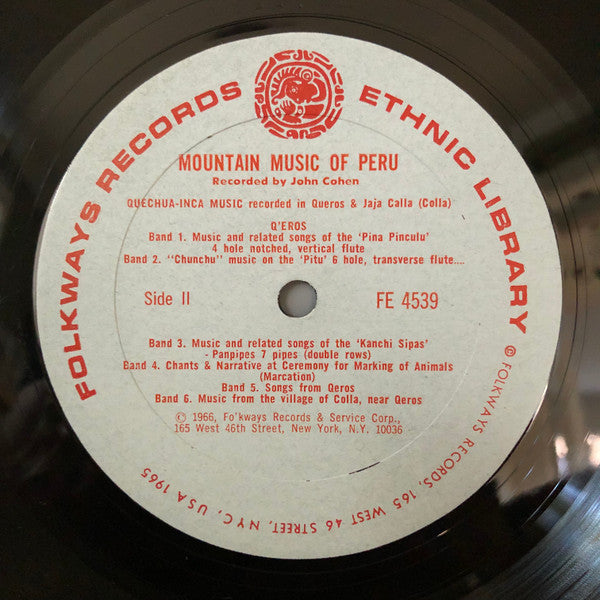 FOLKWAYS RECORDS ETHNIC LIBRARY
MOUNTAIN MUSIC OF PERU
Recorded by John Cohen
QUECHUA-INCA MUSIC recorded in Queros & Jaja Calla (Colla)
Q'EROS
Band 1. Music and related songs of the 'Pina Pinculu'
4 hole notched, vertical flute
Band 2. "Chunchu" music on the 'Pitu' 6 hole, transverse flute....
Side II FE 4539
Band 3. Music and related songs of the 'Kanchi Sipas'
- Panpipes 7 pipes (double rows)
Band 4. Chants & Narrative at Ceremony for Marking of Animals
(Marcation)
Band 5. Songs from Qeros
Band 6. Music from the village of Colla, near Qeros
© 1966, Fo'kways Records & Service Corp.,
165 West 46th Street, New York, N.Y. 10036
© FOLKWAYS RECORDS, 165 WEST 46 STREET, NYC, USA 1965